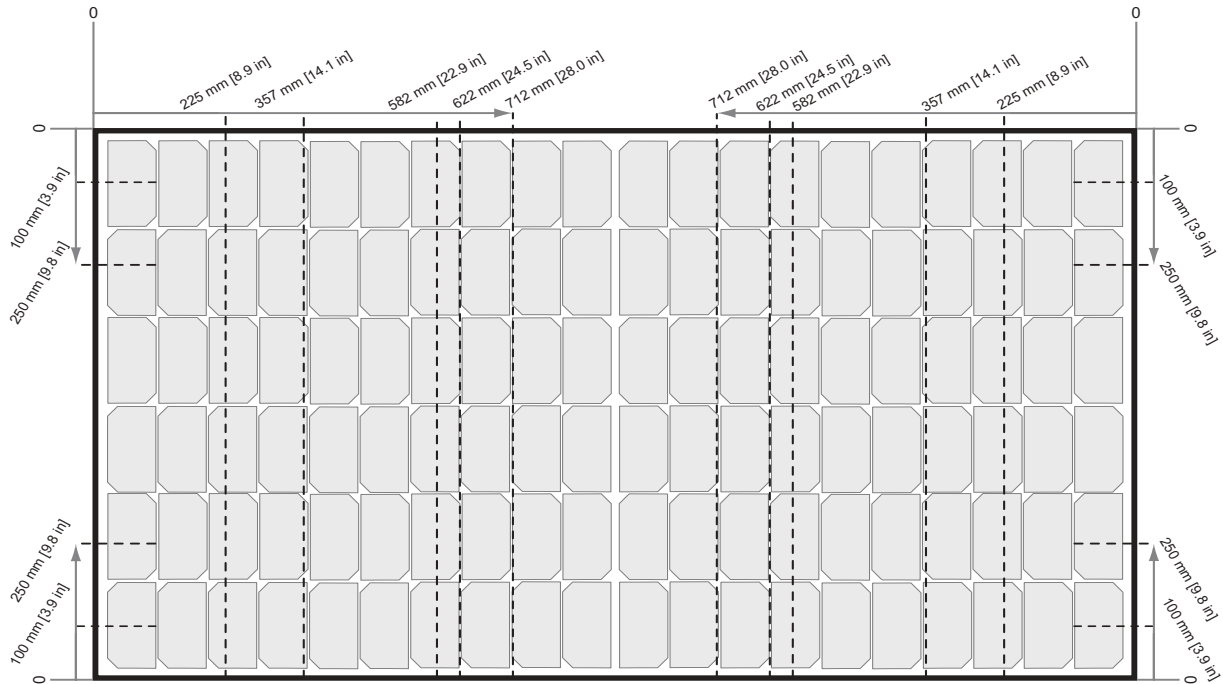 0
0
225 mm [8.9 in]
357 mm [14.1 in]
582 mm [22.9 in]
622 mm [24.5 in]
712 mm [28.0 in]
712 mm [28.0 in]
622 mm [24.5 in]
582 mm [22.9 in]
357 mm [14.1 in]
225 mm [8.9 in]
0
0
100 mm [3.9 in]
100 mm [3.9 in]
250 mm [9.8 in]
250 mm [9.8 in]
250 mm [9.8 in]
250 mm [9.8 in]
100 mm [3.9 in]
100 mm [3.9 in]
0
0